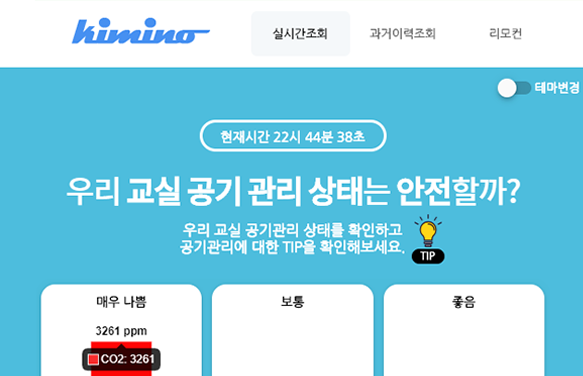 kimino
실시간조회
과거이력조회
리모컨
테마변경
현재시간 22시 44분 38초
우리 교실 공기 관리 상태는 안전할까?
우리 교실 공기관리 상태를 확인하고
공기관리에 대한 TIP을 확인해보세요.
TIP
매우 나쁨
보통
좋음
3261 ppm
CO2: 3261